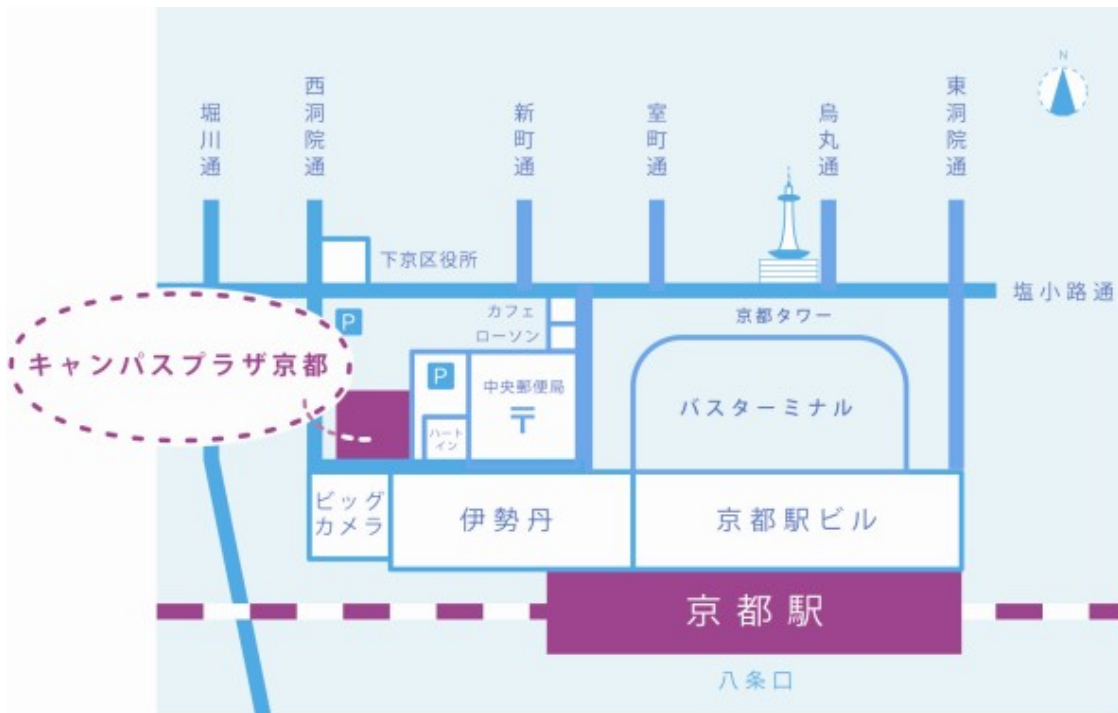 N
堀川通
西洞院通
新町通
室町通
烏丸通
東洞院通
下京区役所
塩小路通
カフェ
ローソン
京都タワー
P
キャンパスプラザ京都
P
中央郵便局
〒
バスターミナル
ハート
イン
ビッグ
カメラ
伊勢丹
京都駅ビル
京都駅
八条口